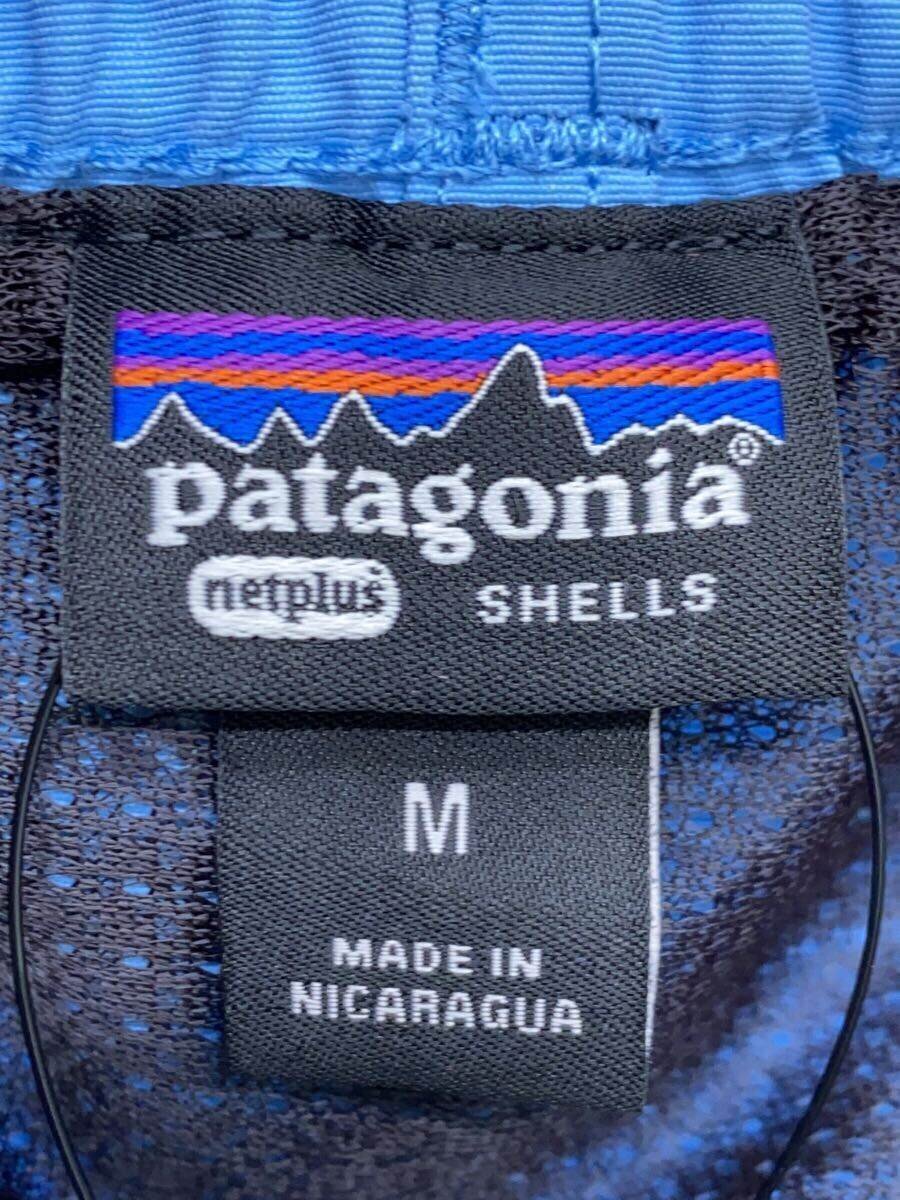 patagonia®
netplus SHELLS
M
MADE IN
NICARAGUA